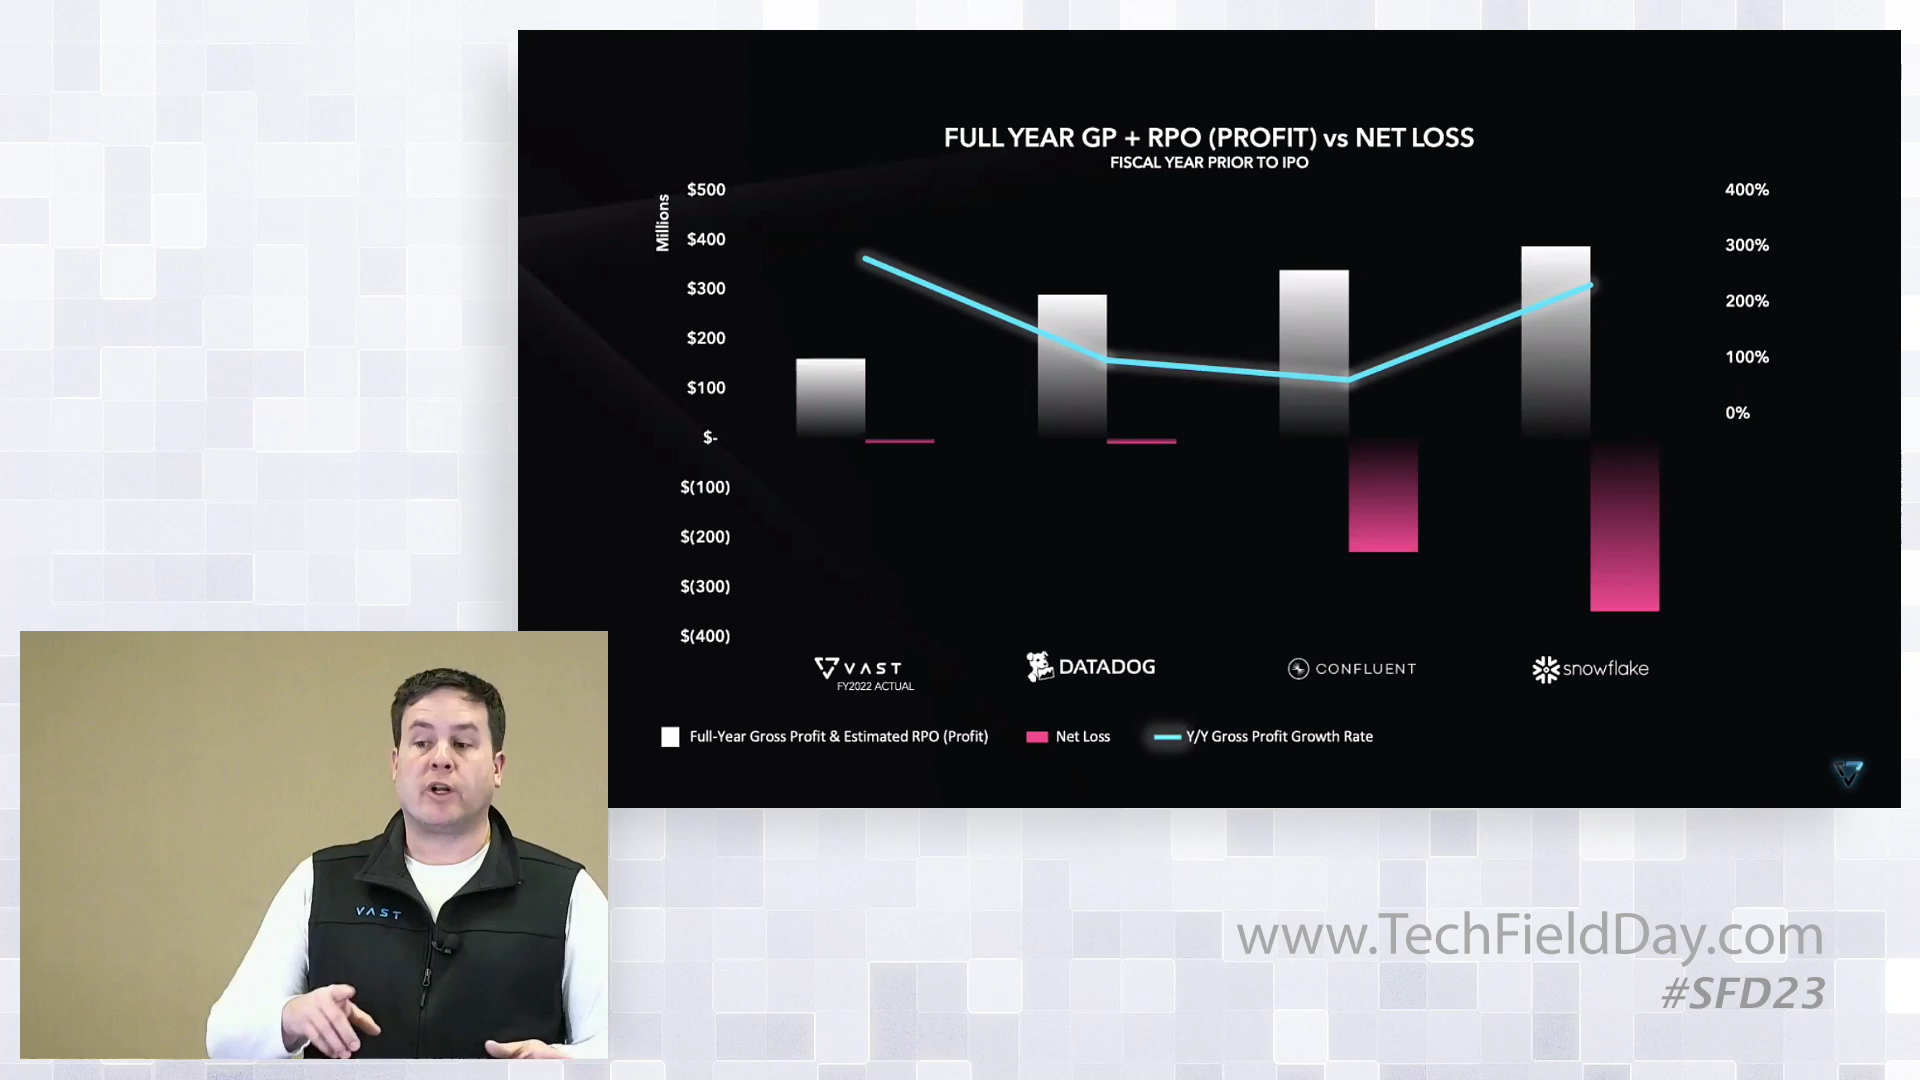 FULL YEAR GP + RPO (PROFIT) vs NET LOSS
FISCAL YEAR PRIOR TO IPO
Millions
$500
$400
$300
$200
$100
$-
$(100)
$(200)
$(300)
$(400)
400%
300%
200%
100%
0%
VAST
FY2022 ACTUAL
DATADOG
CONFLUENT
snowflake
Full-Year Gross Profit & Estimated RPO (Profit)
Net Loss
Y/Y Gross Profit Growth Rate
VAST
www.TechFieldDay.com
#SFD23